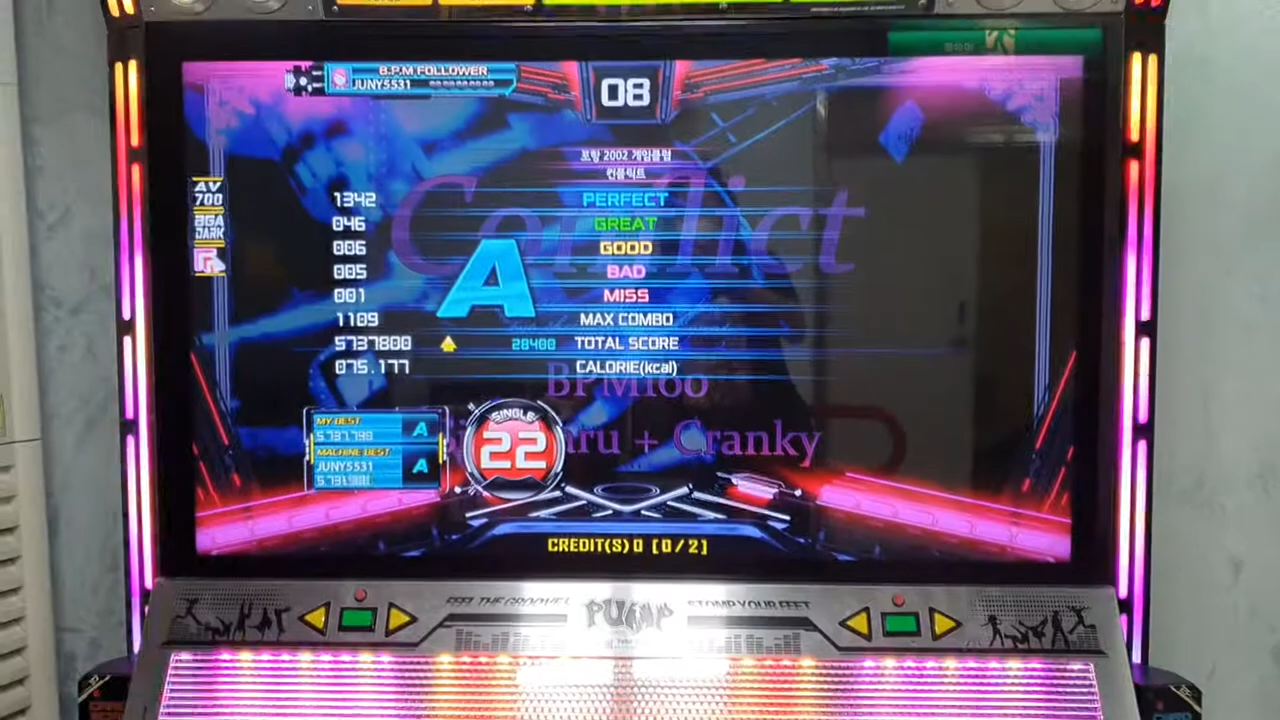 B.P.M FOLLOWER
JUNY5531
08
포항 2002 게임클럽
컨플릭트
Conflict
AV
700
BGA
DARK
1342 PERFECT
046 GREAT
006 GOOD
005 BAD
001 MISS
1109 MAX COMBO
5737800 28400 TOTAL SCORE
075.177 CALORIE(kcal)
A
BPM160
+ Cranky
MY BEST
A
MACHINE BEST
JUNY5531
A
SINGLE
22
CREDIT(S) 0 [0/2]
FEEL THE GROOVE! PUMP STOMP YOUR FEET